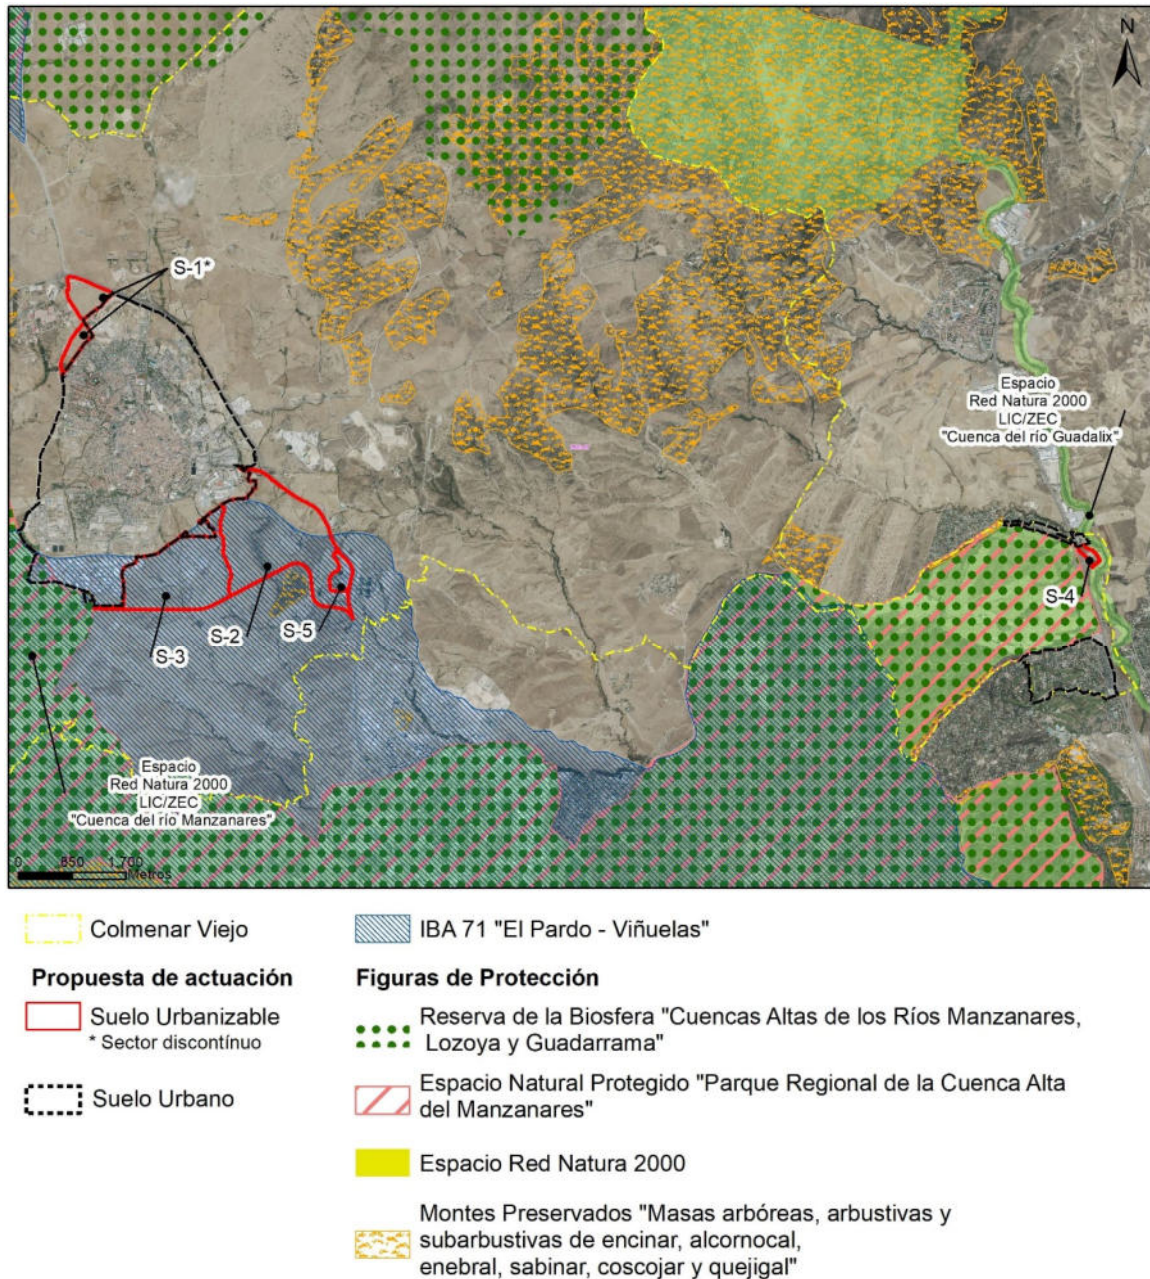 N
S-1*
Espacio
Red Natura 2000
LIC/ZEC
"Cuenca del río Guadalix"
S-4
S-2
S-5
S-3
Espacio
Red Natura 2000
LIC/ZEC
"Cuenca del río Manzanares"
0 850 1.700
Metros
Colmenar Viejo
Propuesta de actuación
Suelo Urbanizable
* Sector discontínuo
Suelo Urbano
IBA 71 "El Pardo - Viñuelas"
Figuras de Protección
Reserva de la Biosfera "Cuencas Altas de los Ríos Manzanares,
Lozoya y Guadarrama"
Espacio Natural Protegido "Parque Regional de la Cuenca Alta
del Manzanares"
Espacio Red Natura 2000
Montes Preservados "Masas arbóreas, arbustivas y
subarbustivas de encinar, alcornocal,
enebral, sabinar, coscojar y quejigal"